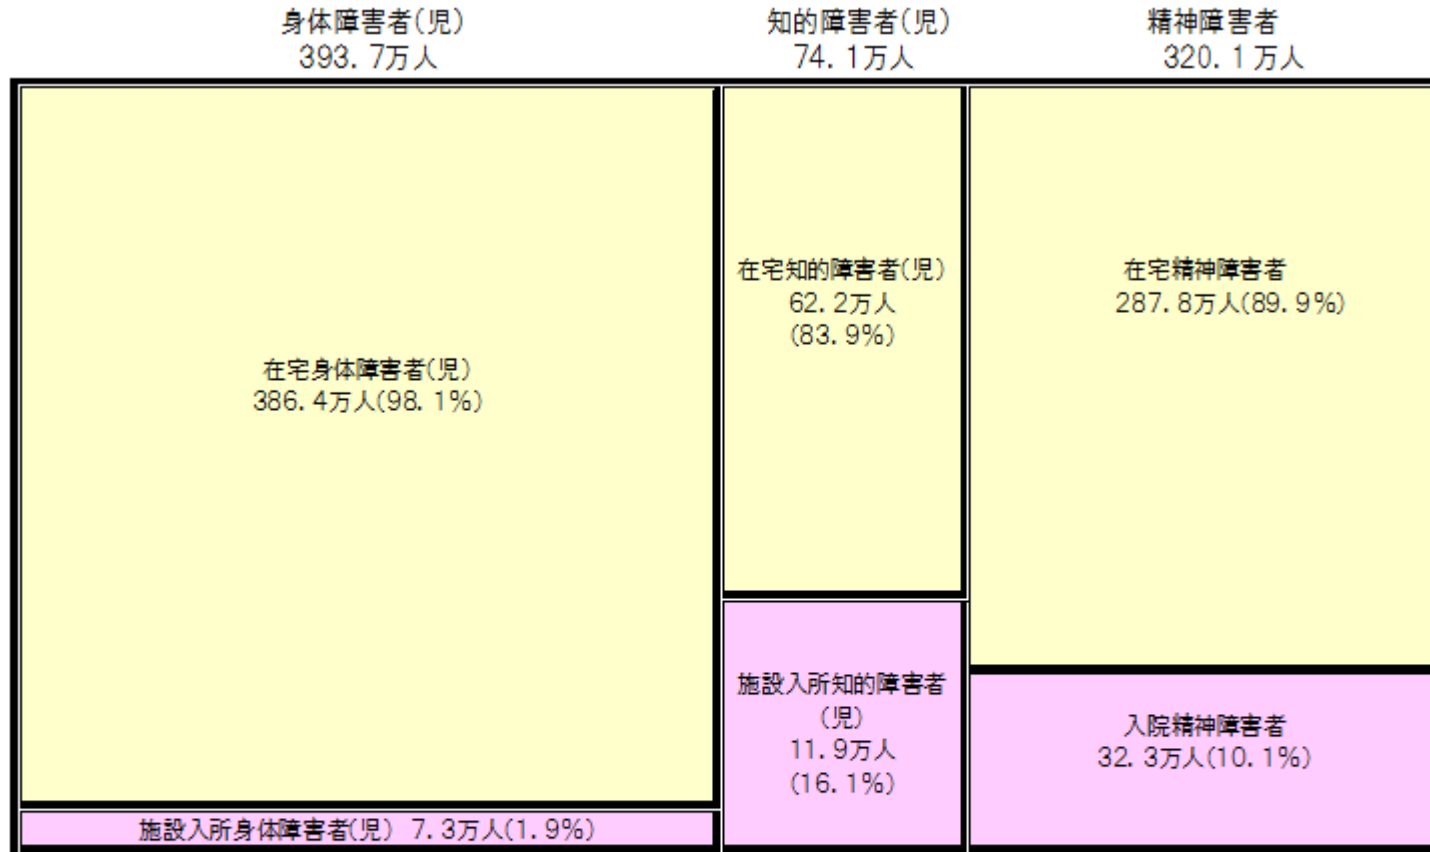 身体障害者(児)
393.7万人
知的障害者(児)
74.1万人
精神障害者
320.1万人
在宅身体障害者(児)
386.4万人(98.1%)
在宅知的障害者(児)
62.2万人
(83.9%)
在宅精神障害者
287.8万人(89.9%)
施設入所身体障害者(児) 7.3万人(1.9%)
施設入所知的障害者
(児)
11.9万人
(16.1%)
入院精神障害者
32.3万人(10.1%)